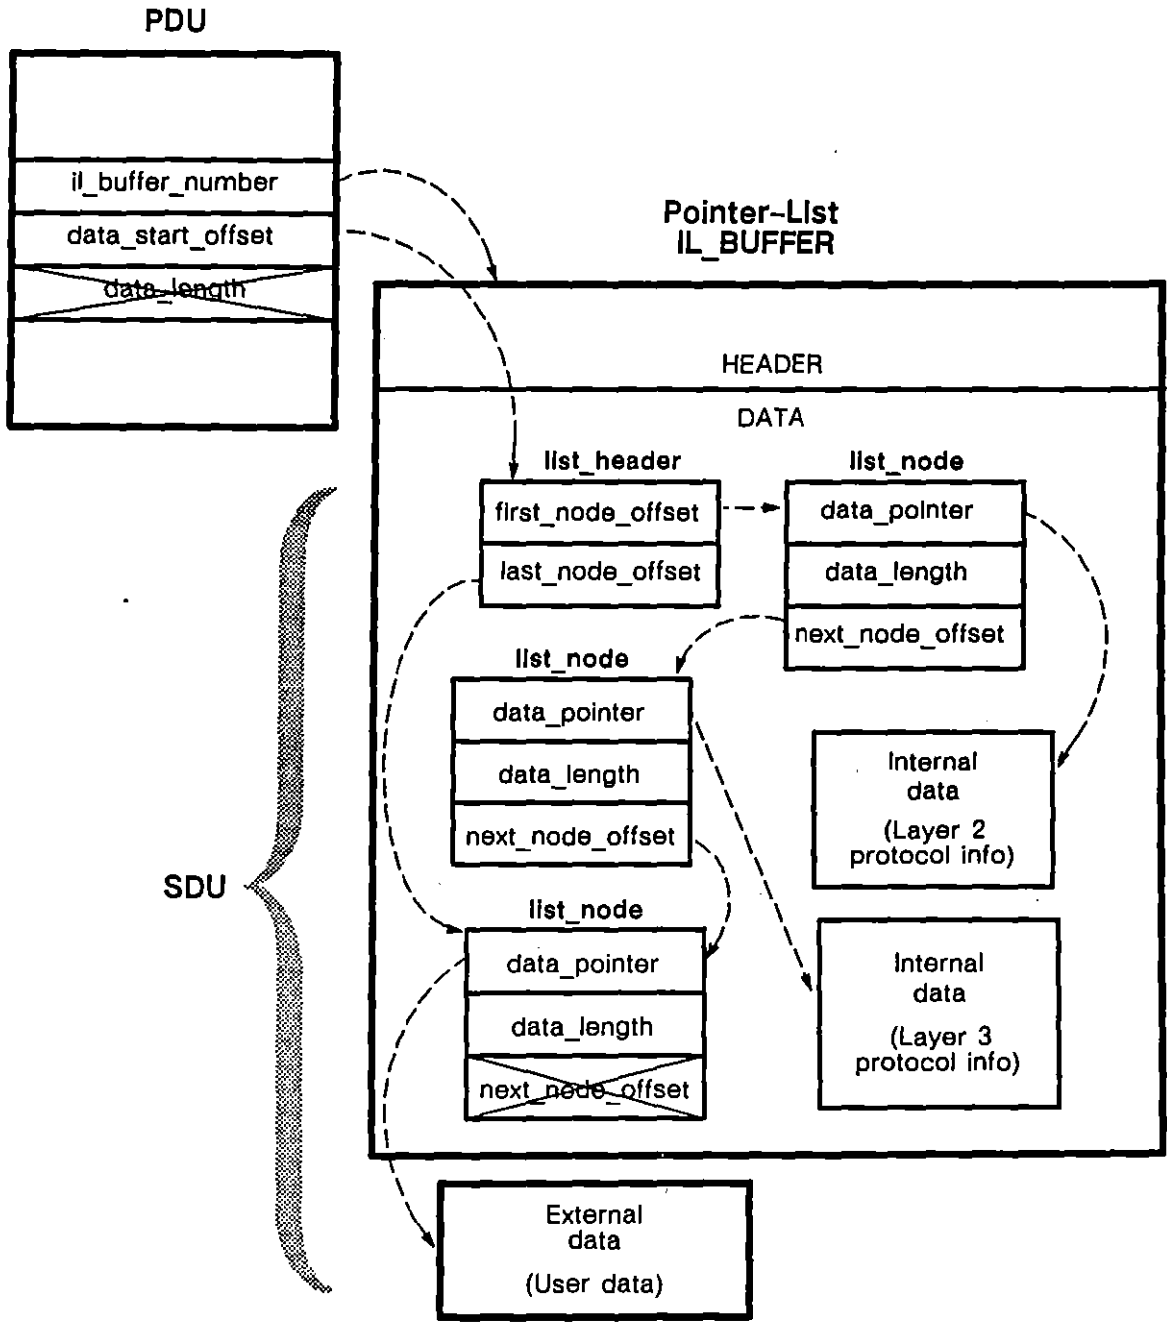 PDU
il_buffer_number
data_start_offset
data_length
Pointer-List
IL_BUFFER
HEADER
DATA
list_header
first_node_offset
last_node_offset
list_node
data_pointer
data_length
next_node_offset
list_node
data_pointer
data_length
next_node_offset
Internal
data
(Layer 2
protocol info)
SDU
list_node
data_pointer
data_length
next_node_offset
Internal
data
(Layer 3
protocol info)
External
data
(User data)